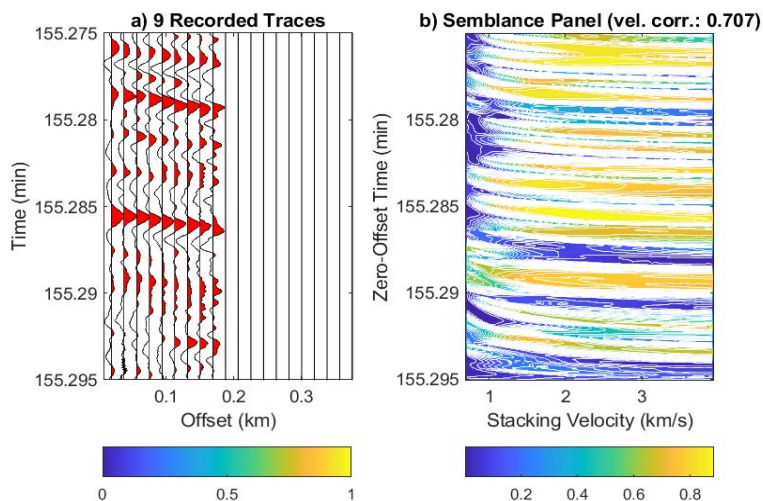 a) 9 Recorded Traces
b) Semblance Panel (vel. corr.: 0.707)
155.275
155.28
155.285
155.29
155.295
Time (min)
0.1 0.2 0.3
Offset (km)
155.28
155.285
155.29
155.295
Zero-Offset Time (min)
1 2 3
Stacking Velocity (km/s)
0 0.5 1
0.2 0.4 0.6 0.8